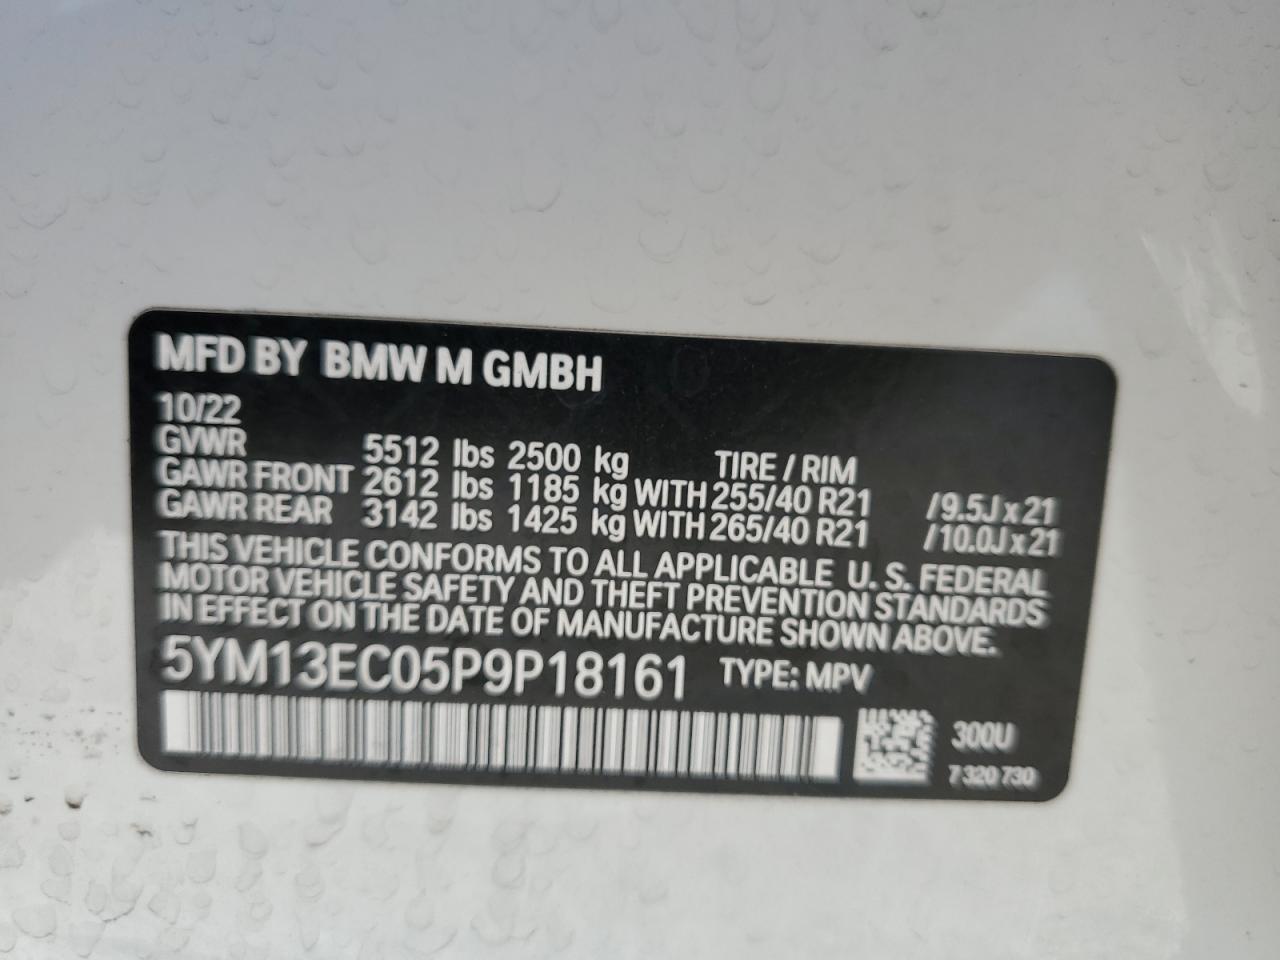 MFD BY BMW M GMBH
10/22
GVWR 5512 lbs 2500 kg TIRE / RIM
GAWR FRONT 2612 lbs 1185 kg WITH 255/40 R21 /9.5J x 21
GAWR REAR 3142 lbs 1425 kg WITH 265/40 R21 /10.0J x 21
THIS VEHICLE CONFORMS TO ALL APPLICABLE U. S. FEDERAL
MOTOR VEHICLE SAFETY AND THEFT PREVENTION STANDARDS
IN EFFECT ON THE DATE OF MANUFACTURE SHOWN ABOVE.
5YM13EC05P9P18161 TYPE: MPV
300U
7 320 730